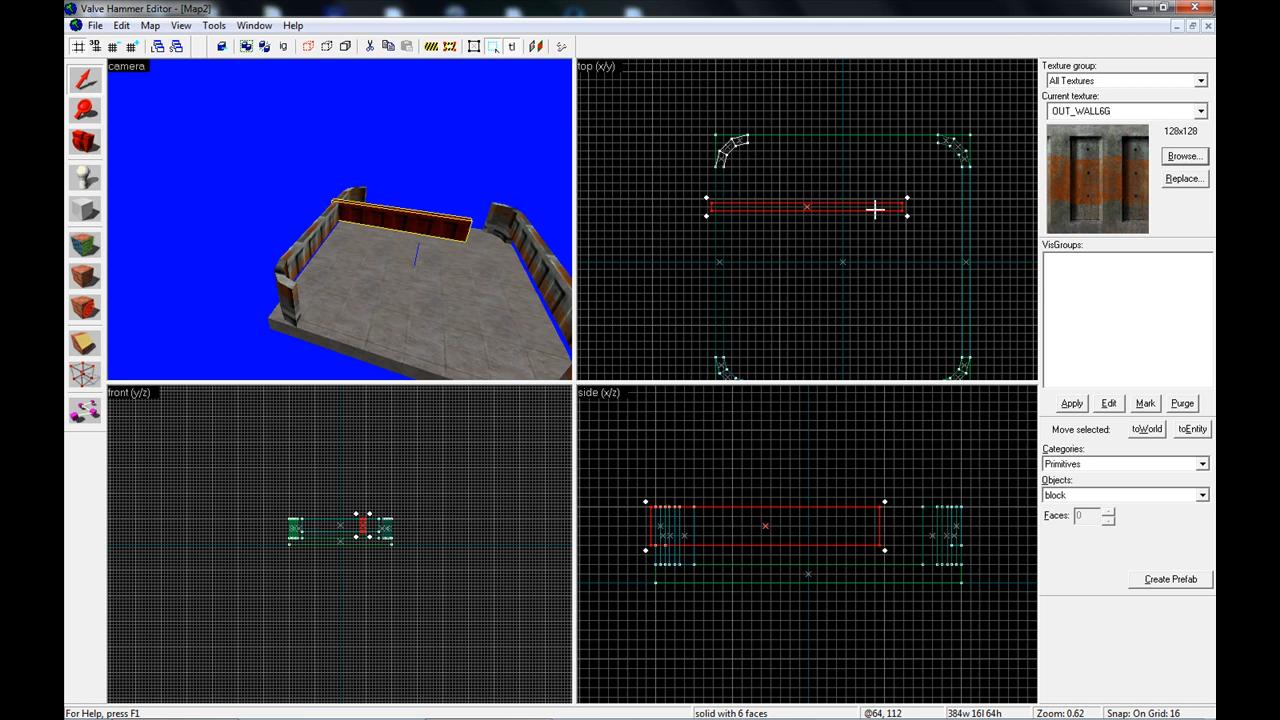 Valve Hammer Editor - [Map2]
File Edit Map View Tools Window Help
3D
ig
tl
camera
top (x/y)
front (y/z)
side (x/z)
Texture group:
All Textures
Current texture:
OUT_WALL6G
128x128
Browse...
Replace...
VisGroups:
Apply Edit Mark Purge
Move selected: toWorld toEntity
Categories:
Primitives
Objects:
block
Faces: 0
Create Prefab
For Help, press F1
solid with 6 faces
@64, 112
384w 16l 64h
Zoom: 0.62
Snap: On Grid: 16